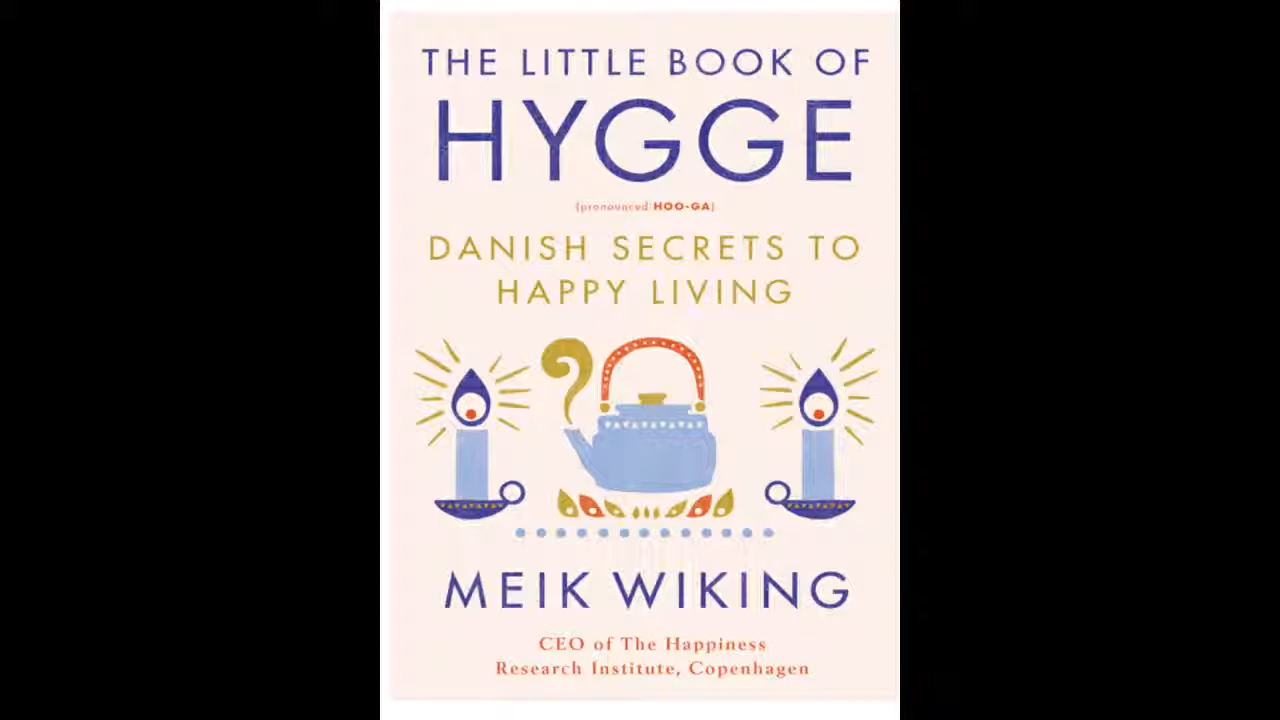 THE LITTLE BOOK OF
HYGGE
(pronounced HOO-GA)
DANISH SECRETS TO
HAPPY LIVING
MEIK WIKING
CEO of The Happiness
Research Institute, Copenhagen